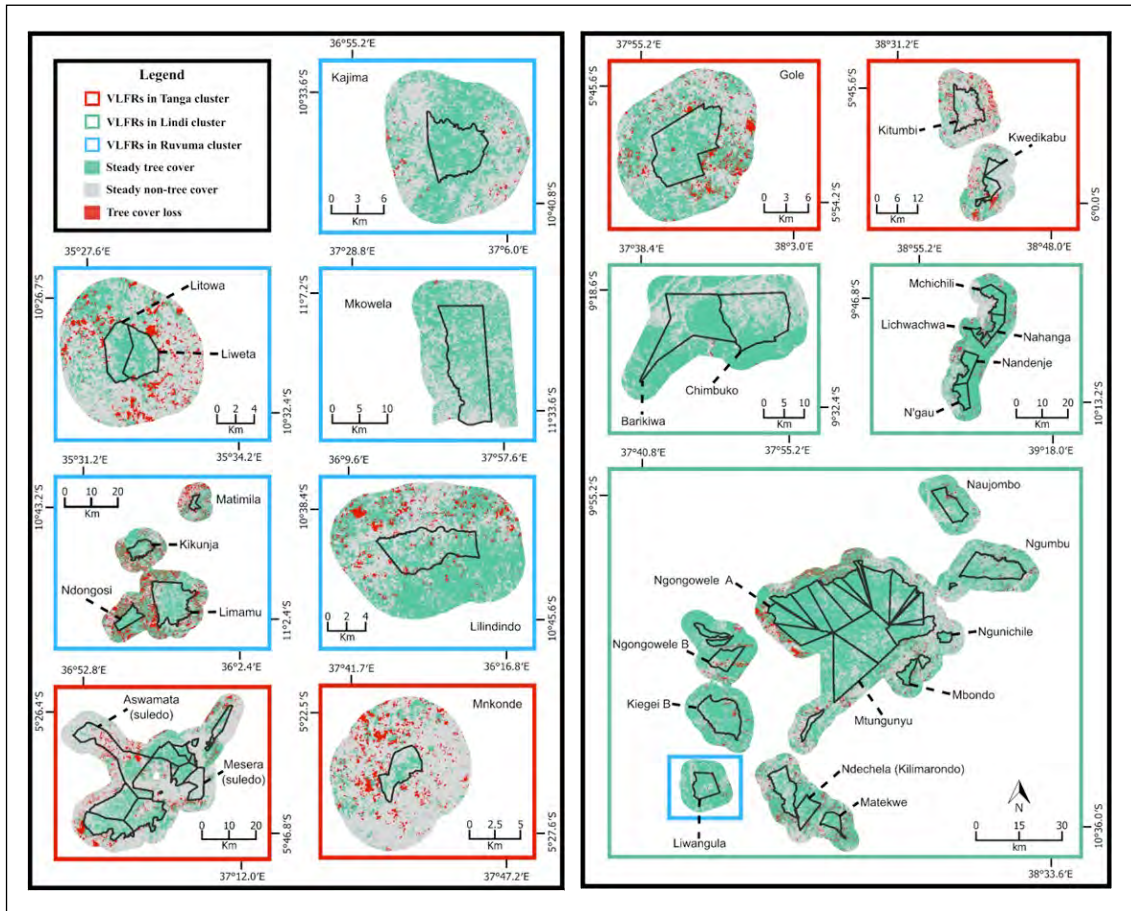 Legend
VLFRs in Tanga cluster
VLFRs in Lindi cluster
VLFRs in Ruvuma cluster
Steady tree cover
Steady non-tree cover
Tree cover loss
36°55.2'E
10°33.6'S
Kajima
0 3 6
Km
10°40.8'S
37°6.0'E
35°27.6'E
10°26.7'S
Litowa
Liweta
0 2 4
Km
10°32.4'S
35°34.2'E
37°28.8'E
11°7.2'S
Mkowela
0 5 10
Km
11°33.6'S
37°57.6'E
35°31.2'E
10°43.2'S
0 10 20
Km
Matimila
Kikunja
Ndongosi
Limamu
11°2.4'S
36°2.4'E
36°9.6'E
10°38.4'S
0 2 4
Km
Lilindindo
10°45.6'S
36°16.8'E
36°52.8'E
5°26.4'S
Aswamata
(suledo)
Mesera
(suledo)
0 10 20
Km
5°46.8'S
37°12.0'E
37°41.7'E
5°22.5'S
Mnkonde
0 2.5 5
Km
5°27.6'S
37°47.2'E
37°55.2'E
5°45.6'S
Gole
0 3 6
Km
5°54.2'S
38°3.0'E
38°31.2'E
5°45.6'S
Kitumbi
Kwedikabu
0 6 12
Km
6°0.0'S
38°48.0'E
37°38.4'E
9°18.6'S
Chimbuko
Barikiwa
0 5 10
Km
9°32.4'S
37°55.2'E
38°55.2'E
9°46.8'S
Mchichili
Lichwachwa
Nahanga
Nandenje
N'gau
0 10 20
Km
10°13.2'S
39°18.0'E
37°40.8'E
9°55.2'S
Naujombo
Ngumbu
Ngongowele A
Ngongowele B
Ngunichile
Kiegei B
Mbondo
Mtungunyu
Ndechela (Kilimarondo)
Matekwe
Liwangula
N
0 15 30
km
10°36.0'S
38°33.6'E